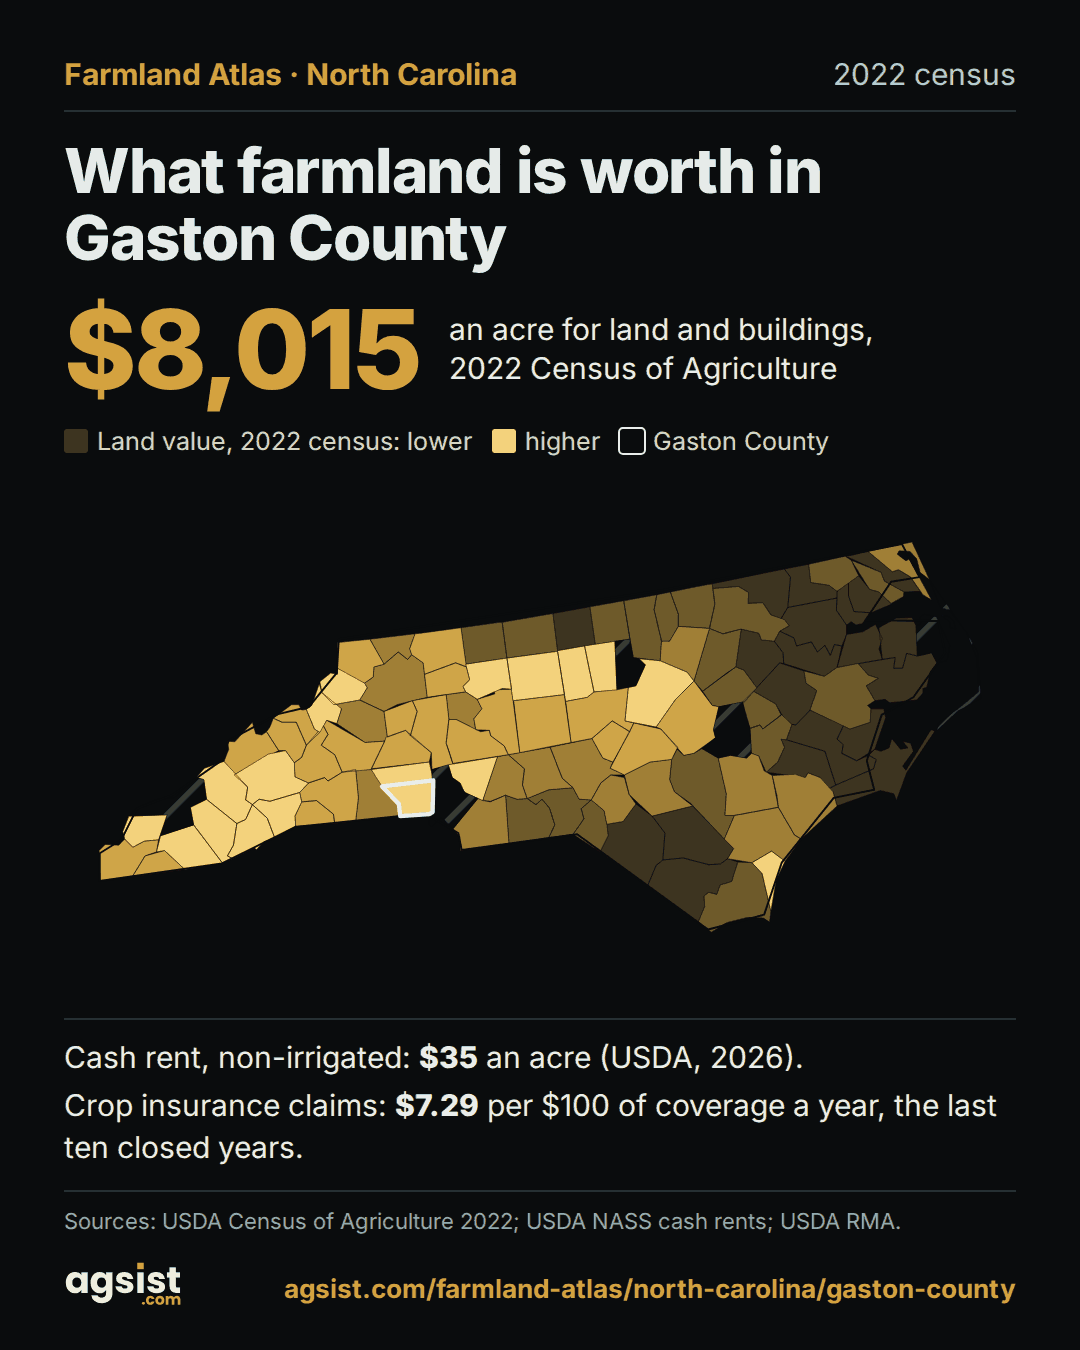 Farmland Atlas · North Carolina
2022 census
What farmland is worth in
Gaston County
$8,015
an acre for land and buildings,
2022 Census of Agriculture
Land value, 2022 census: lower
higher
Gaston County
Cash rent, non-irrigated: $35 an acre (USDA, 2026).
Crop insurance claims: $7.29 per $100 of coverage a year, the last
ten closed years.
Sources: USDA Census of Agriculture 2022; USDA NASS cash rents; USDA RMA.
agsist
.com
agsist.com/farmland-atlas/north-carolina/gaston-county